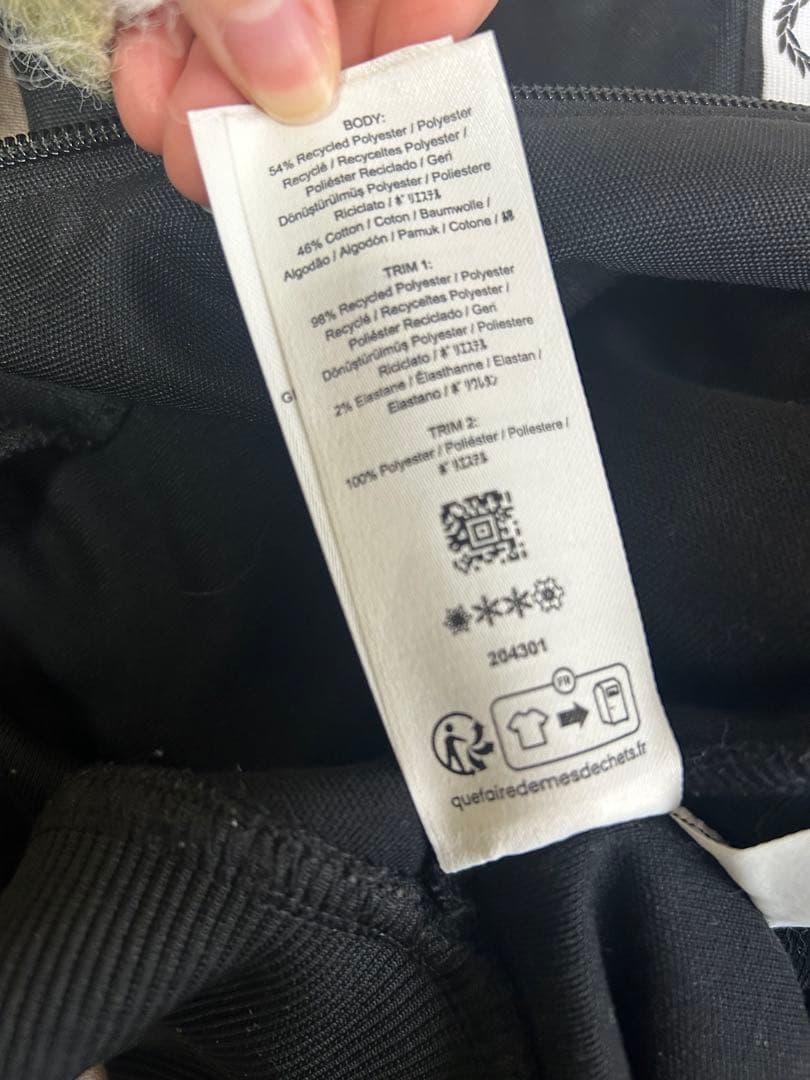 BODY:
54% Recycled Polyester / Polyester
Recyclé / Recyceltes Polyester /
Poliéster Reciclado / Geri
Dönüştürülmüş Polyester / Poliestere
Riciclato / ﾎﾟﾘｴｽﾃﾙ
46% Cotton / Coton / Baumwolle /
Algodão / Algodón / Pamuk / Cotone / 綿
TRIM 1:
98% Recycled Polyester / Polyester
Recyclé / Recyceltes Polyester /
Poliéster Reciclado / Geri
Dönüştürülmüş Polyester / Poliestere
Riciclato / ﾎﾟﾘｴｽﾃﾙ
2% Elastane / Élasthanne / Elastan /
Elastano / ﾎﾟﾘｳﾚﾀﾝ
TRIM 2:
100% Polyester / Poliéster / Poliestere /
ﾎﾟﾘｴｽﾃﾙ
204301
FR
quefairedemesdechets.fr